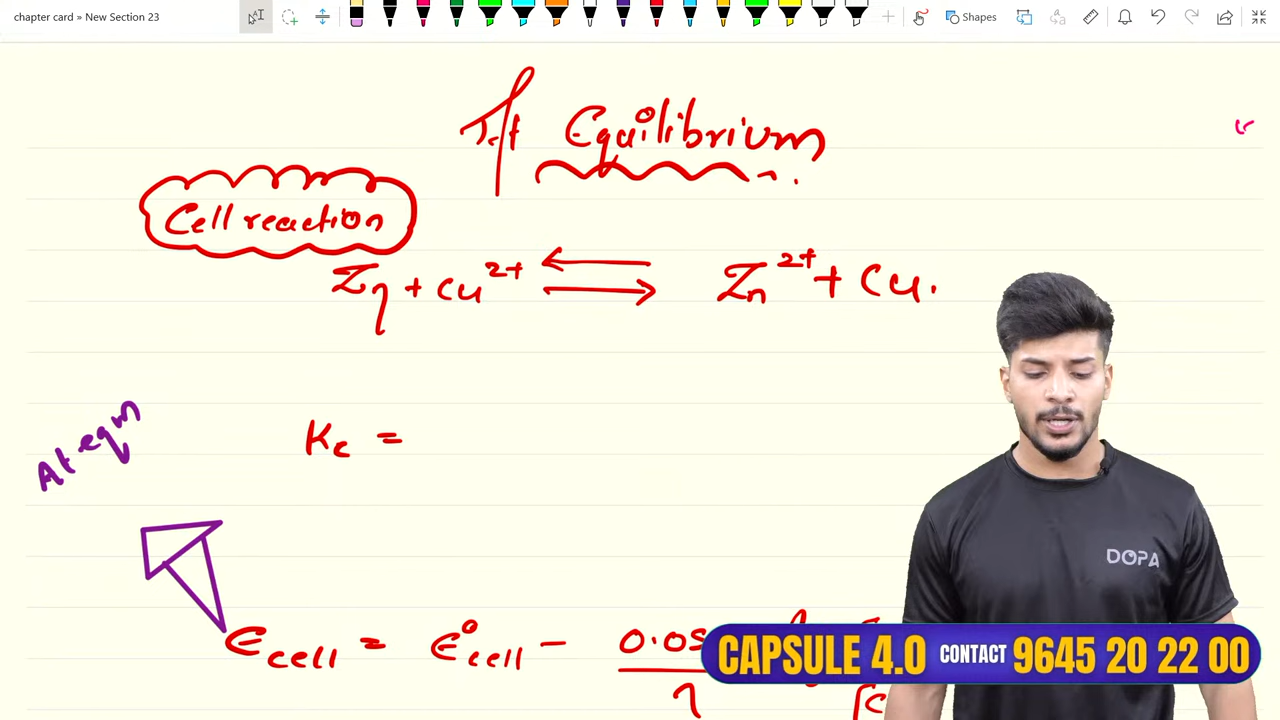 chapter card » New Section 23
Shapes
Equilibrium
Cell reaction
Zn + Cu²⁺ ⇌ Zn²⁺ + Cu.
At eqm
Kc =
DOPA
Ecell = E°cell − 0.05
n
CAPSULE 4.0 CONTACT 9645 20 22 00